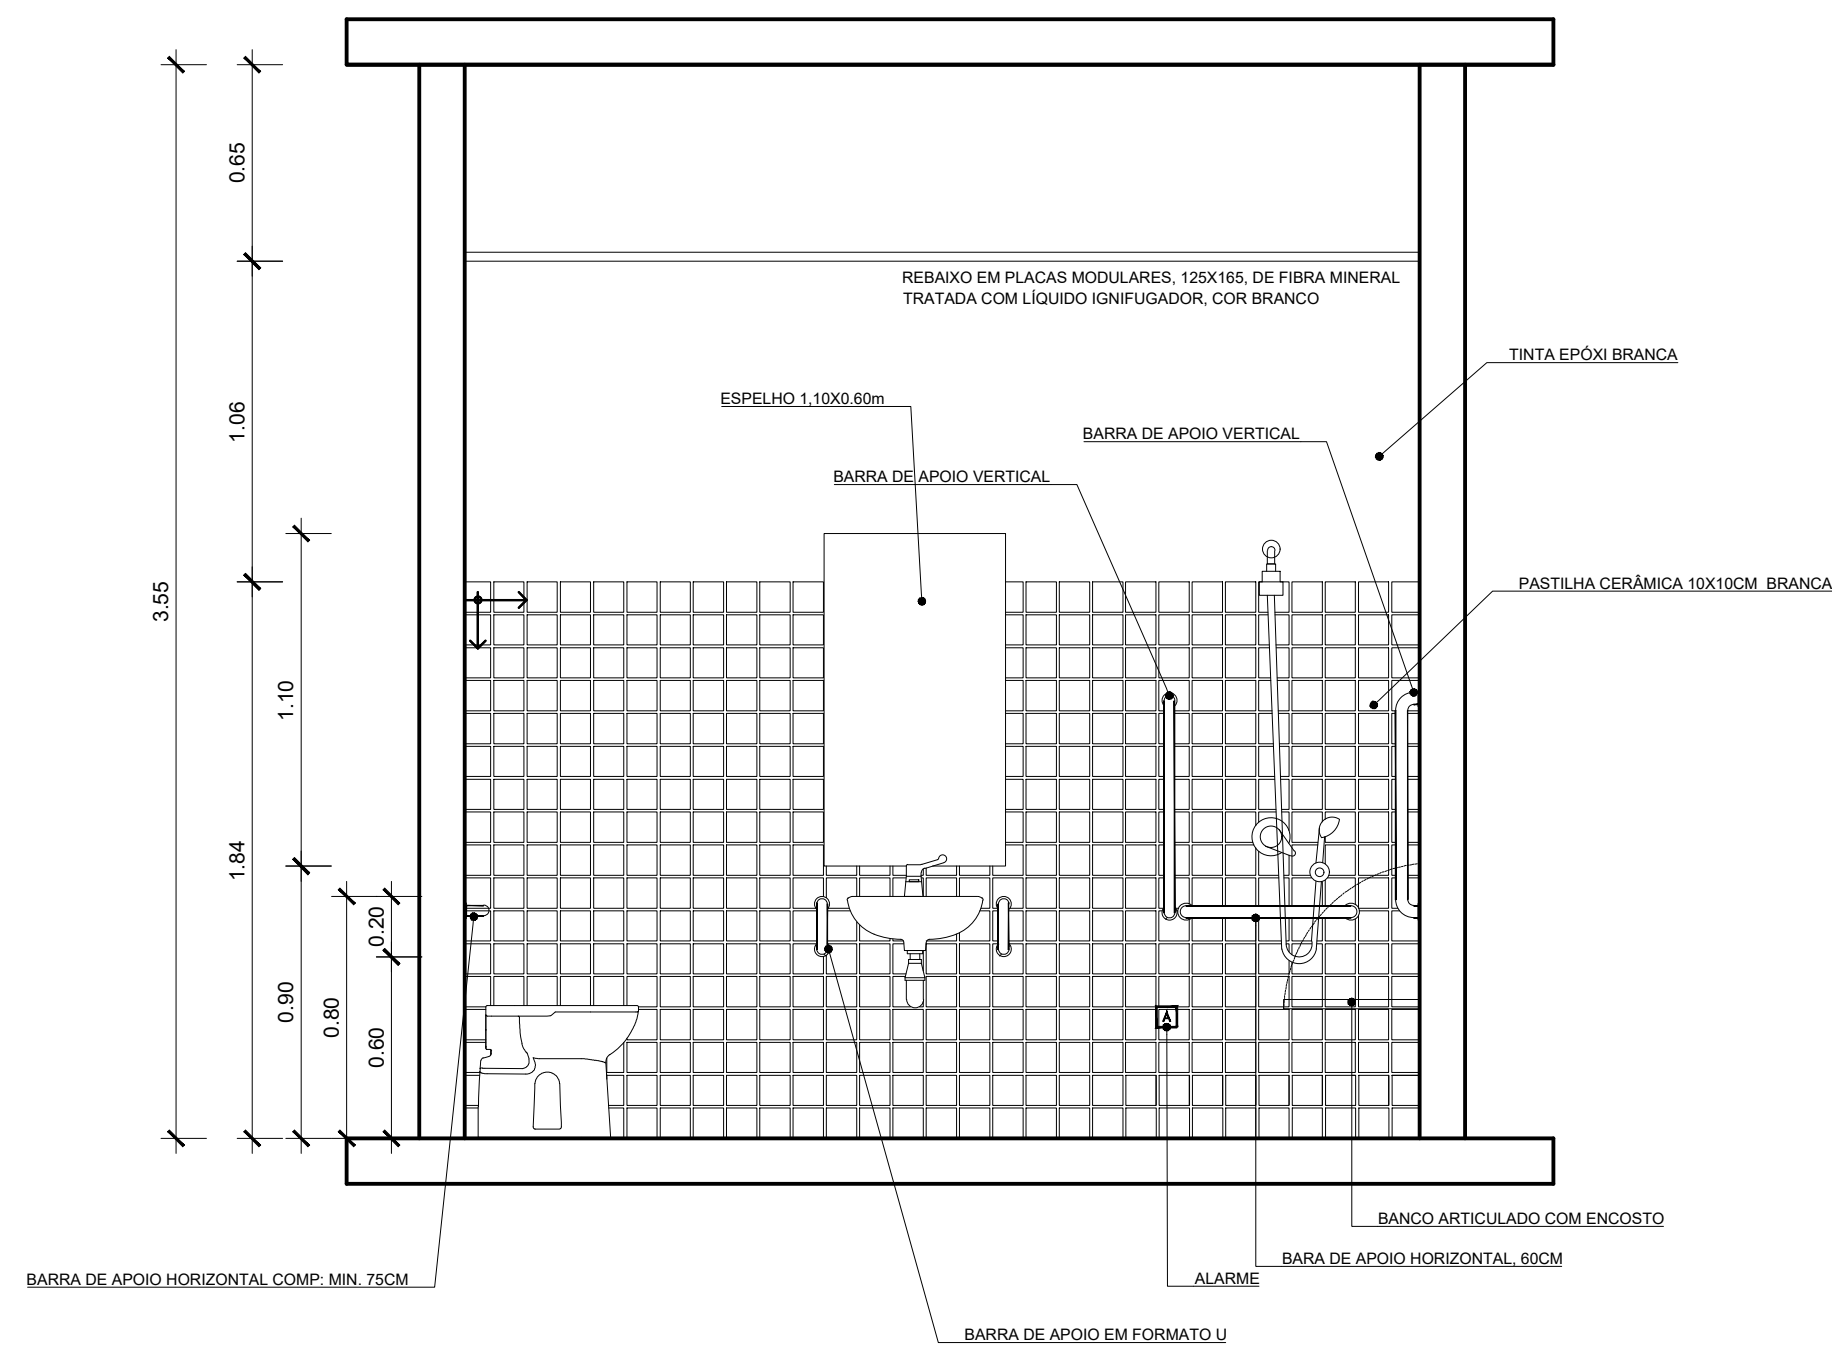 0.65
REBAIXO EM PLACAS MODULARES, 125X165, DE FIBRA MINERAL
TRATADA COM LÍQUIDO IGNIFUGADOR, COR BRANCO
TINTA EPÓXI BRANCA
ESPELHO 1,10X0.60m
1.06
BARRA DE APOIO VERTICAL
BARRA DE APOIO VERTICAL
PASTILHA CERÂMICA 10X10CM BRANCA
3.55
1.10
1.84
0.20
0.90
0.80
0.60
A
BANCO ARTICULADO COM ENCOSTO
BARA DE APOIO HORIZONTAL, 60CM
BARRA DE APOIO HORIZONTAL COMP: MIN. 75CM
ALARME
BARRA DE APOIO EM FORMATO U